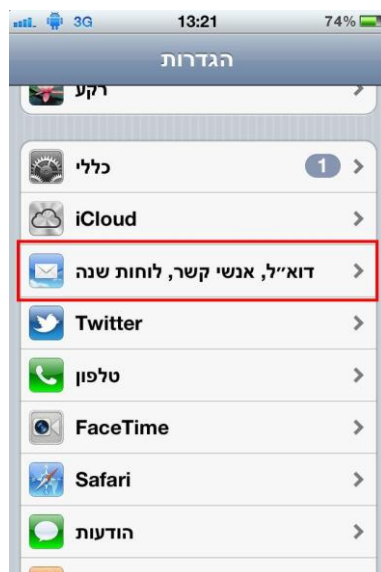 3G 13:21 74%
הגדרות
רקע
כללי 1
iCloud
דוא״ל, אנשי קשר, לוחות שנה
Twitter
טלפון
FaceTime
Safari
הודעות